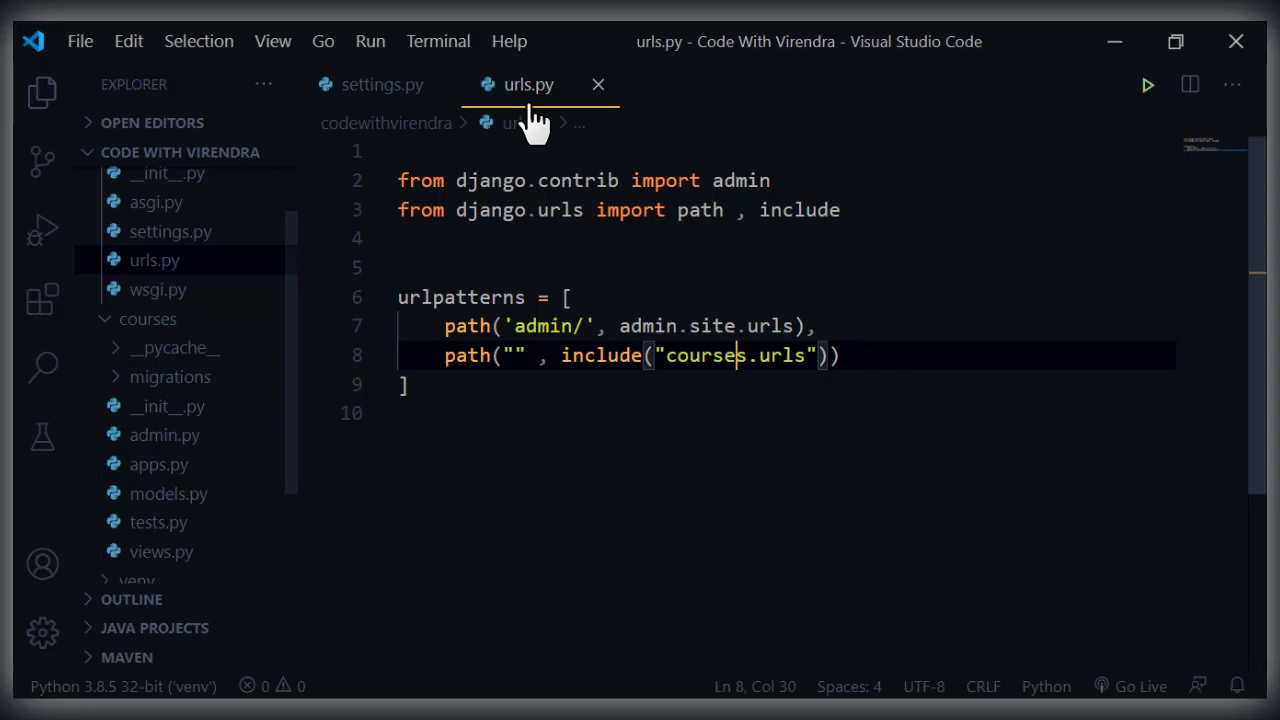 File Edit Selection View Go Run Terminal Help urls.py - Code With Virendra - Visual Studio Code
EXPLORER ...
settings.py urls.py
OPEN EDITORS
codewithvirendra > ...
CODE WITH VIRENDRA
__init__.py
asgi.py
settings.py
urls.py
wsgi.py
courses
__pycache__
migrations
__init__.py
admin.py
apps.py
models.py
tests.py
views.py
venv
OUTLINE
JAVA PROJECTS
MAVEN
1
2 from django.contrib import admin
3 from django.urls import path , include
4
5
6 urlpatterns = [
7 path('admin/', admin.site.urls),
8 path("" , include("courses.urls"))
9 ]
10
Python 3.8.5 32-bit ('venv') 0 0 Ln 8, Col 30 Spaces: 4 UTF-8 CRLF Python Go Live